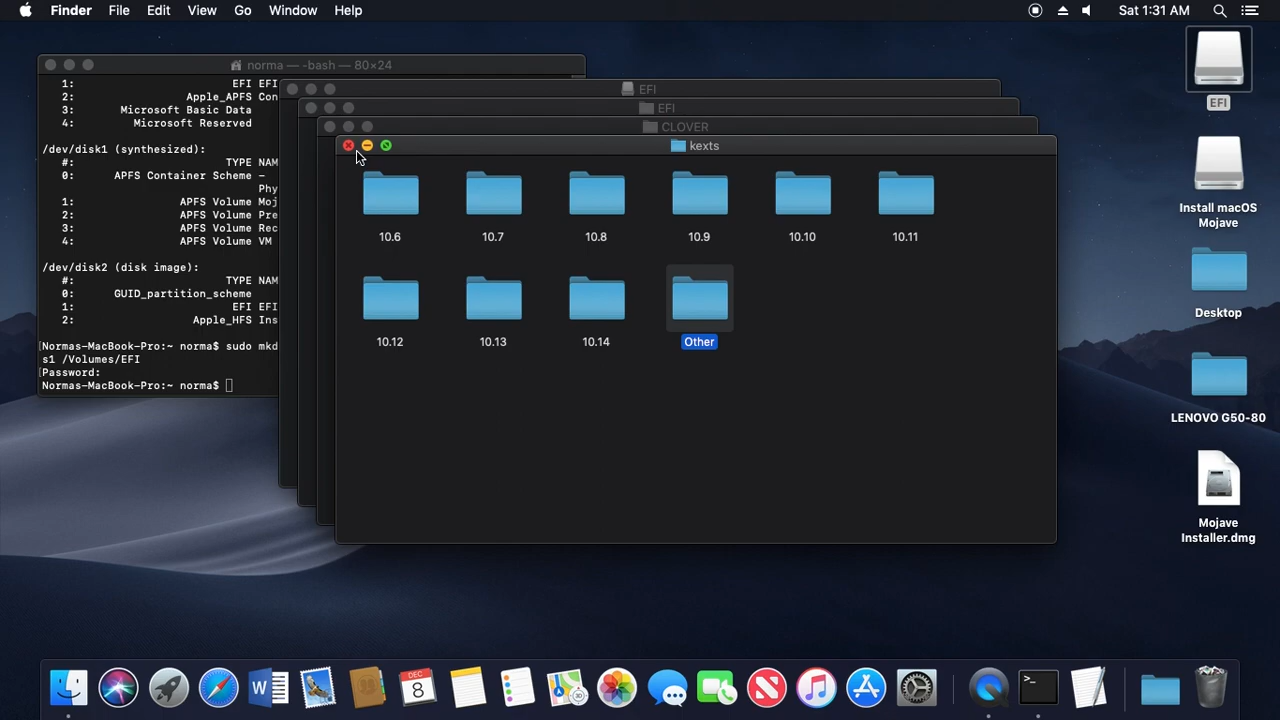 Finder File Edit View Go Window Help
Sat 1:31 AM
norma — -bash — 80×24
1: EFI EFI
2: Apple_APFS Con
3: Microsoft Basic Data
4: Microsoft Reserved
/dev/disk1 (synthesized):
#: TYPE NAM
0: APFS Container Scheme –
Phy
1: APFS Volume Moj
2: APFS Volume Pre
3: APFS Volume Rec
4: APFS Volume VM
/dev/disk2 (disk image):
#: TYPE NAM
0: GUID_partition_scheme
1: EFI EFI
2: Apple_HFS Ins
[Normas-MacBook-Pro:~ norma$ sudo mkd
s1 /Volumes/EFI
[Password:
Normas-MacBook-Pro:~ norma$
EFI
EFI
CLOVER
kexts
10.6
10.7
10.8
10.9
10.10
10.11
10.12
10.13
10.14
Other
EFI
Install macOS
Mojave
Desktop
LENOVO G50-80
Mojave
Installer.dmg
DEC
8
>_